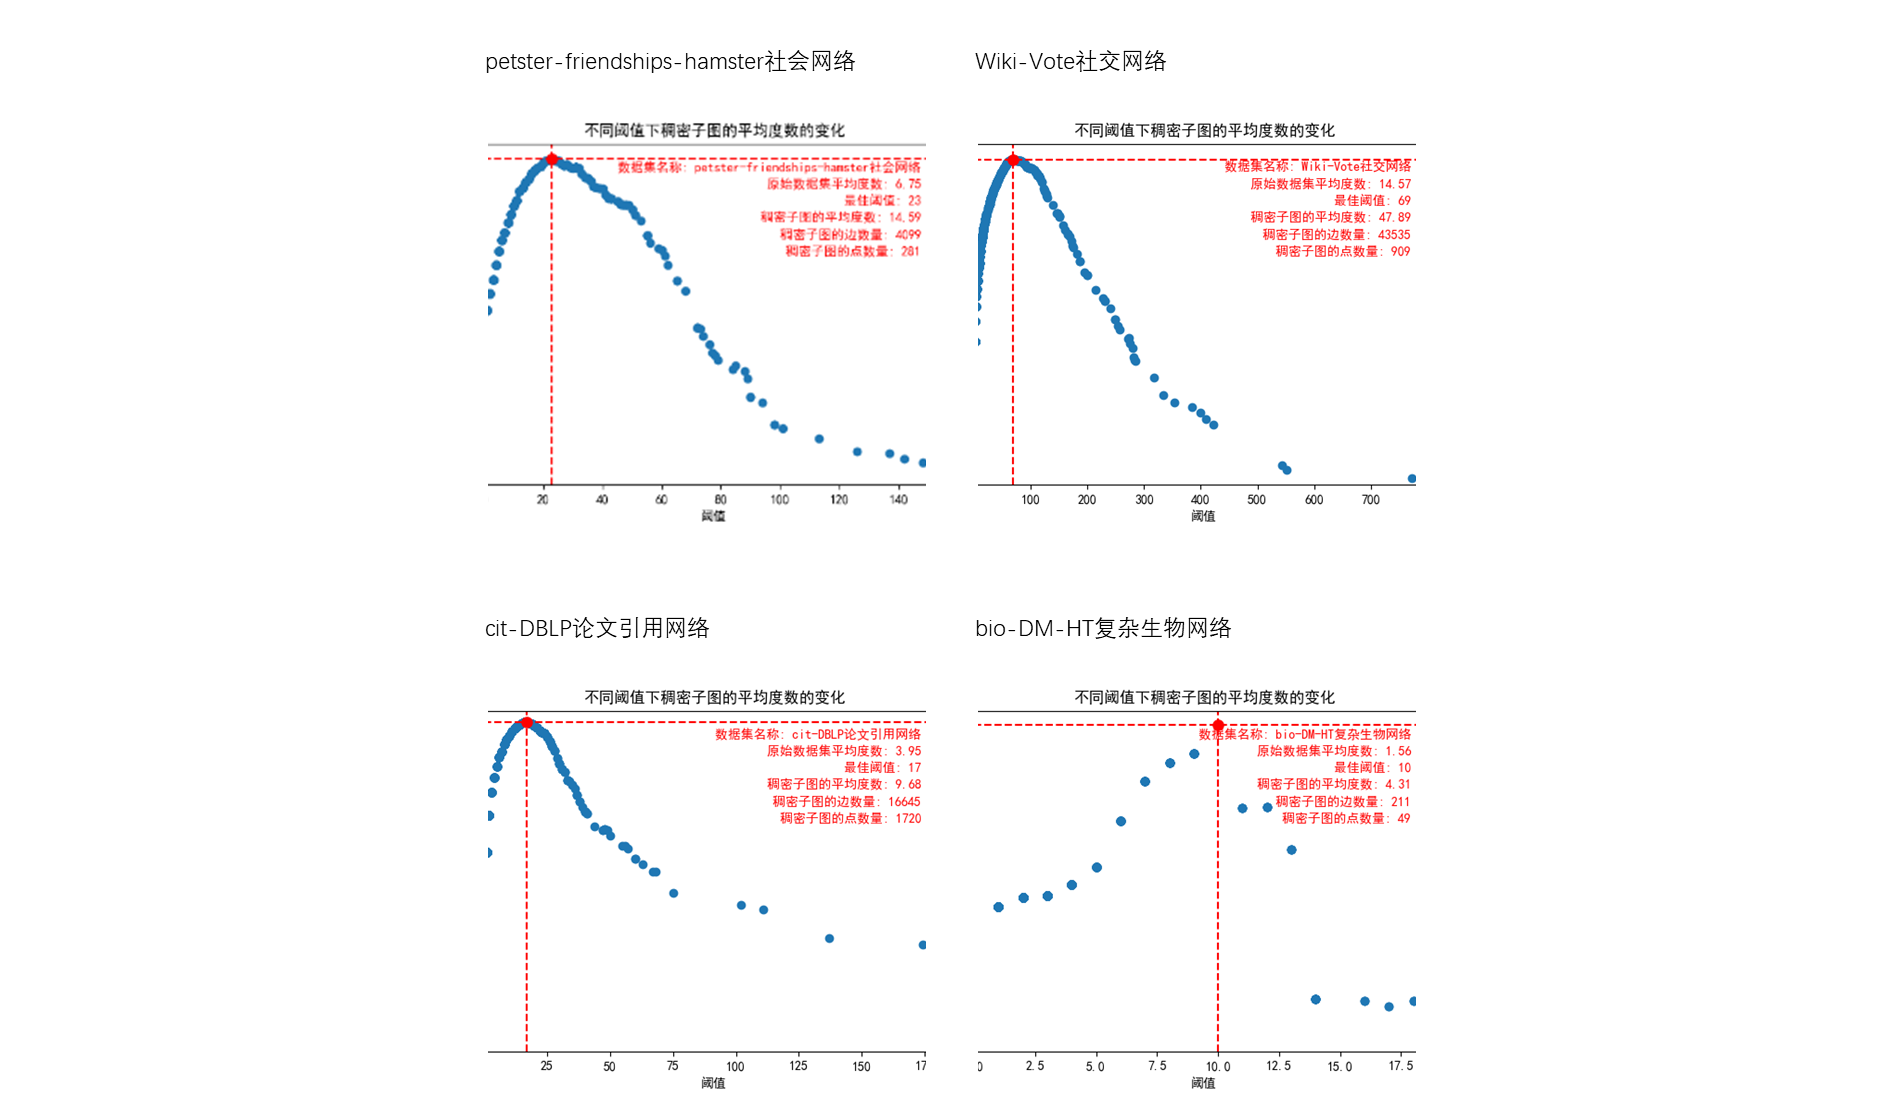 petster-friendships-hamster社会网络
不同阈值下稠密子图的平均度数的变化
数据集名称: petster-friendships-hamster社会网络
原始数据集平均度数: 6.75
最佳阈值: 23
稠密子图的平均度数: 14.59
稠密子图的边数量: 4099
稠密子图的点数量: 281
20 40 60 80 100 120 140
阈值
Wiki-Vote社交网络
不同阈值下稠密子图的平均度数的变化
数据集名称: Wiki-Vote社交网络
原始数据集平均度数: 14.57
最佳阈值: 69
稠密子图的平均度数: 47.89
稠密子图的边数量: 43535
稠密子图的点数量: 909
100 200 300 400 500 600 700
阈值
cit-DBLP论文引用网络
不同阈值下稠密子图的平均度数的变化
数据集名称: cit-DBLP论文引用网络
原始数据集平均度数: 3.95
最佳阈值: 17
稠密子图的平均度数: 9.68
稠密子图的边数量: 16645
稠密子图的点数量: 1720
25 50 75 100 125 150 17
阈值
bio-DM-HT复杂生物网络
不同阈值下稠密子图的平均度数的变化
数据集名称: bio-DM-HT复杂生物网络
原始数据集平均度数: 1.56
最佳阈值: 10
稠密子图的平均度数: 4.31
稠密子图的边数量: 211
稠密子图的点数量: 49
0 2.5 5.0 7.5 10.0 12.5 15.0 17.5
阈值